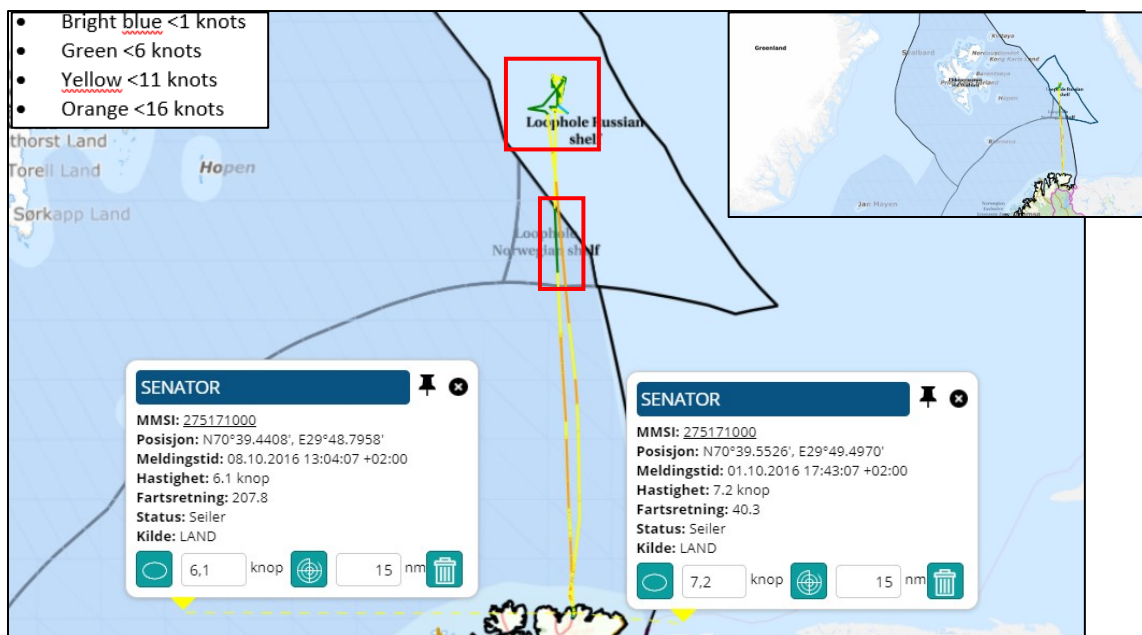 Bright blue <1 knots
Green <6 knots
Yellow <11 knots
Orange <16 knots
Greenland
Svalbard
Kvitøya
Hopen
Bjørnøya
Jan Mayen
Loophole Russian
shelf
thorst Land
Torell Land
Hopen
Sørkapp Land
Loophole
Norwegian shelf
SENATOR
MMSI: 275171000
Posisjon: N70°39.4408', E29°48.7958'
Meldingstid: 08.10.2016 13:04:07 +02:00
Hastighet: 6.1 knop
Fartsretning: 207.8
Status: Seiler
Kilde: LAND
6,1 knop 15 nm
SENATOR
MMSI: 275171000
Posisjon: N70°39.5526', E29°49.4970'
Meldingstid: 01.10.2016 17:43:07 +02:00
Hastighet: 7.2 knop
Fartsretning: 40.3
Status: Seiler
Kilde: LAND
7,2 knop 15 nm